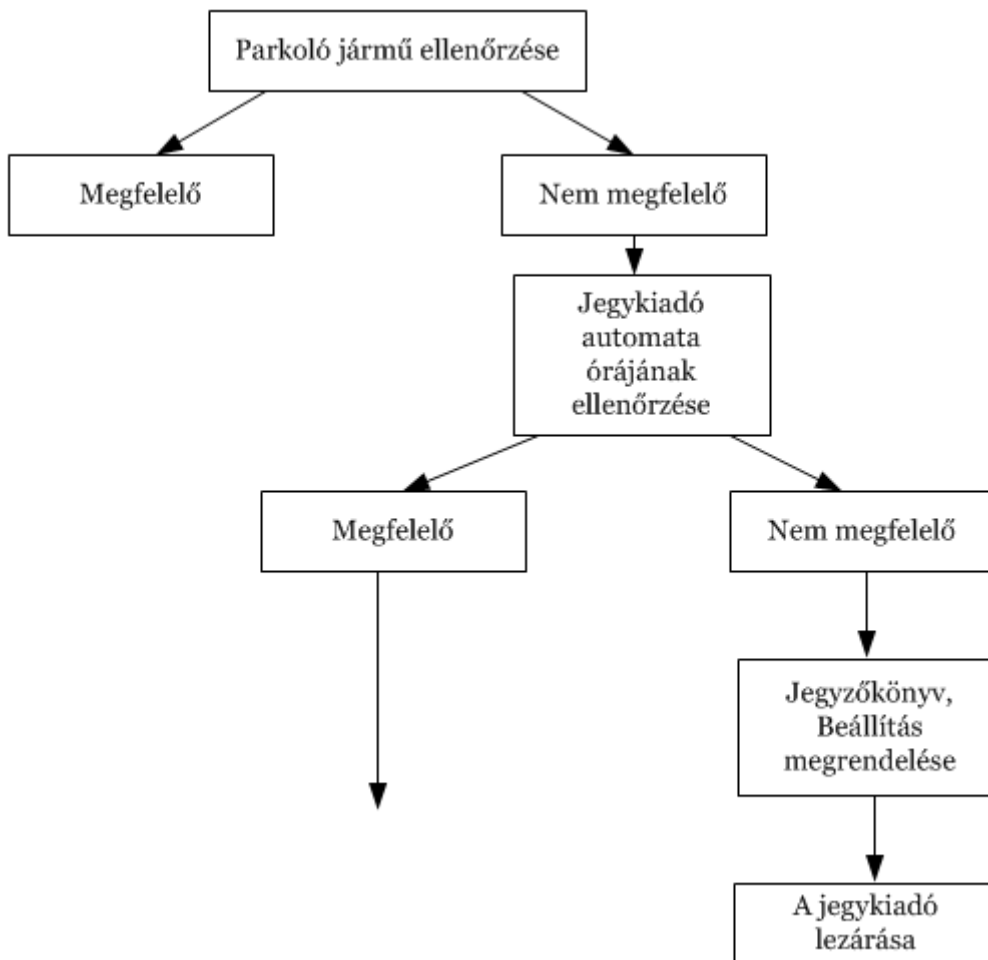 Parkoló jármű ellenőrzése
Megfelelő
Nem megfelelő
Jegykiadó
automata
órájának
ellenőrzése
Megfelelő
Nem megfelelő
Jegyzőkönyv,
Beállítás
megrendelése
A jegykiadó
lezárása